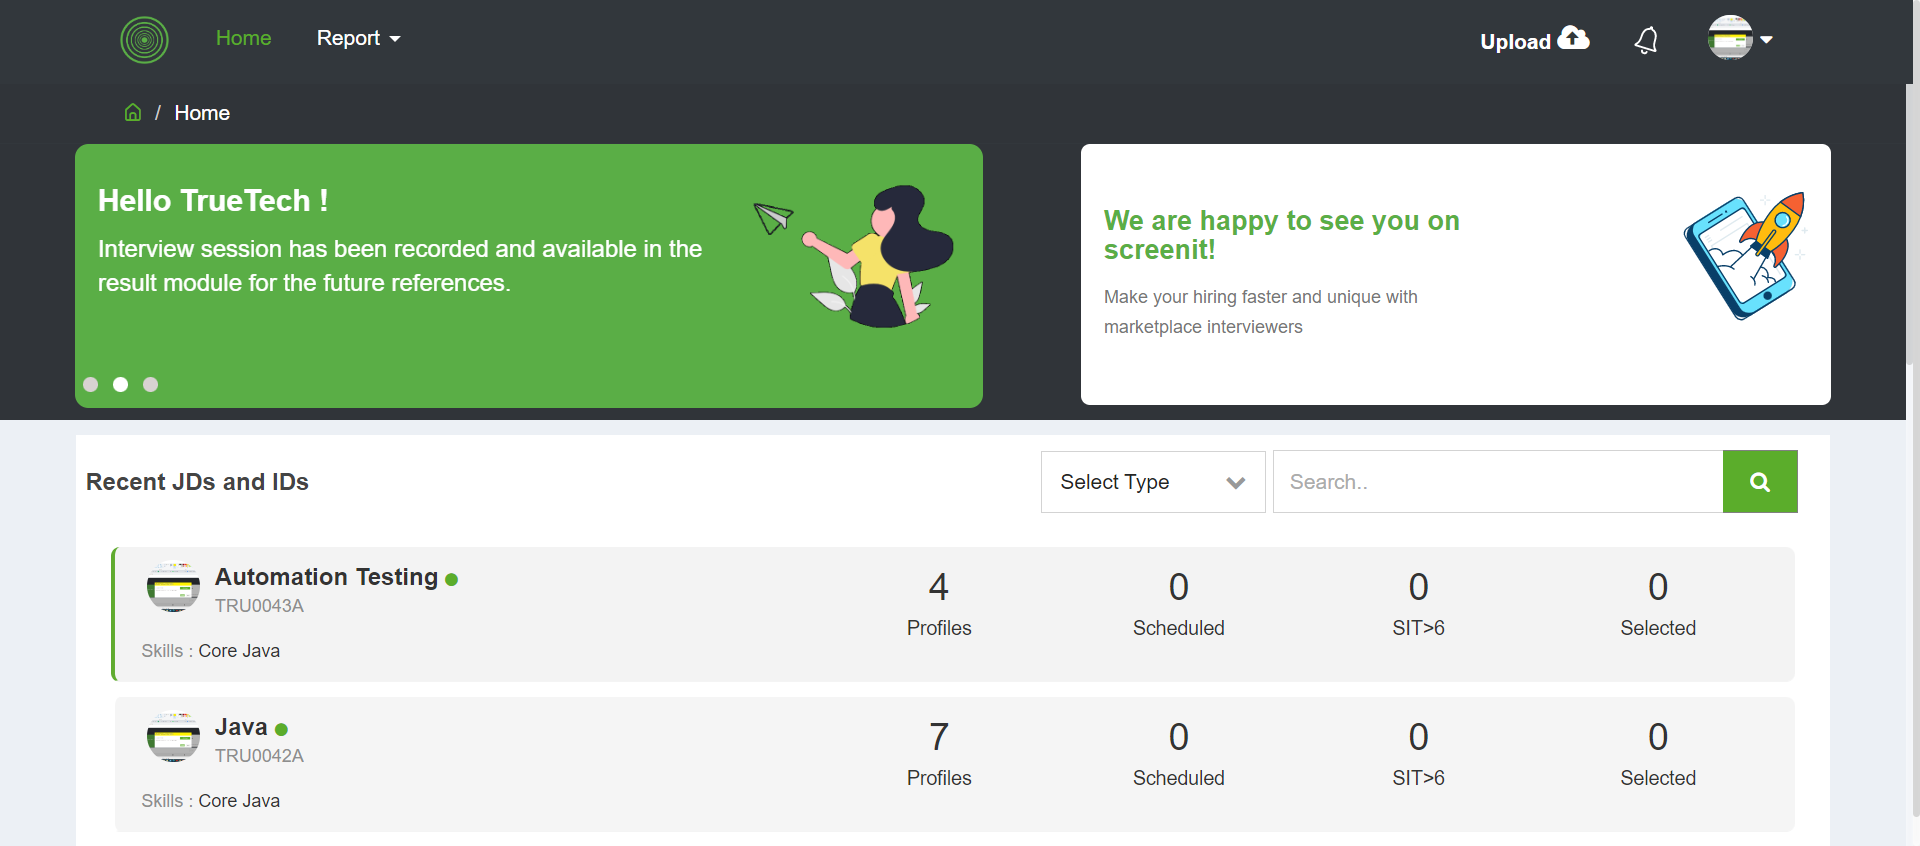 Home
Report
Upload
/ Home
Hello TrueTech !
Interview session has been recorded and available in the
result module for the future references.
We are happy to see you on
screenit!
Make your hiring faster and unique with
marketplace interviewers
Recent JDs and IDs
Select Type
Search..
Automation Testing
TRU0043A
Skills : Core Java
4
Profiles
0
Scheduled
0
SIT>6
0
Selected
Java
TRU0042A
Skills : Core Java
7
Profiles
0
Scheduled
0
SIT>6
0
Selected